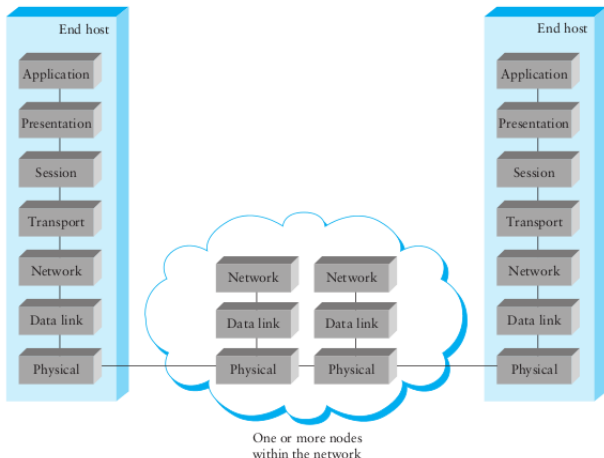 End host
Application
Presentation
Session
Transport
Network
Data link
Physical
Network
Data link
Physical
Network
Data link
Physical
One or more nodes
within the network
End host
Application
Presentation
Session
Transport
Network
Data link
Physical